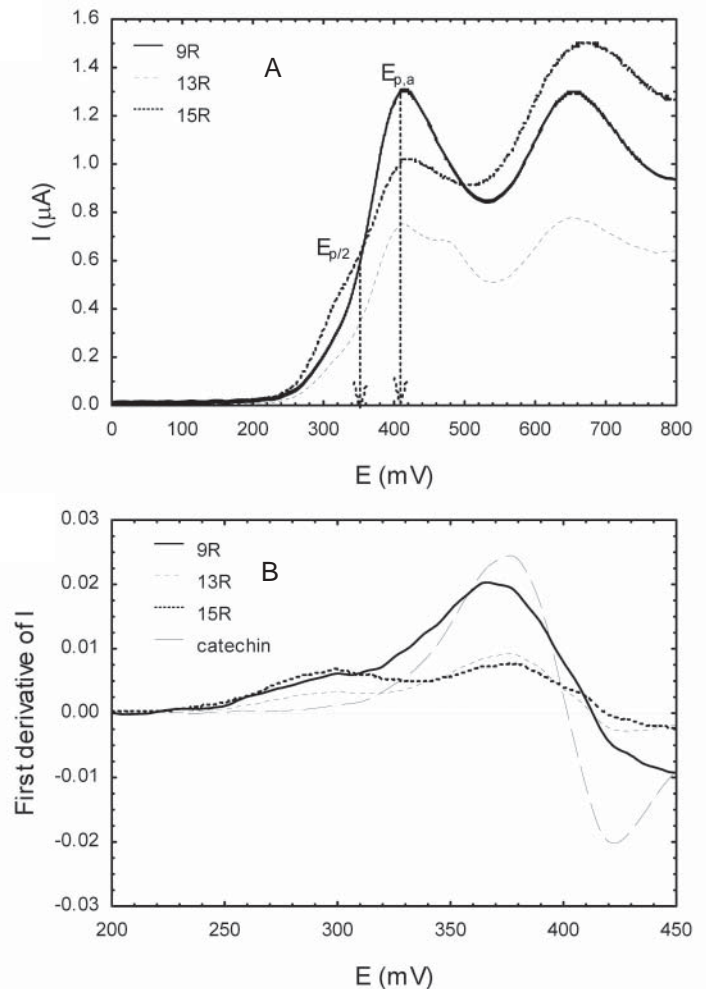 1.6
1.4
1.2
1.0
0.8
0.6
0.4
0.2
0.0
I (μA)
9R
13R
15R
A
E_{p,a}
E_{p/2}
0 100 200 300 400 500 600 700 800
E (mV)
0.03
0.02
0.01
0.00
-0.01
-0.02
-0.03
First derivative of I
9R
13R
15R
catechin
B
200 250 300 350 400 450
E (mV)